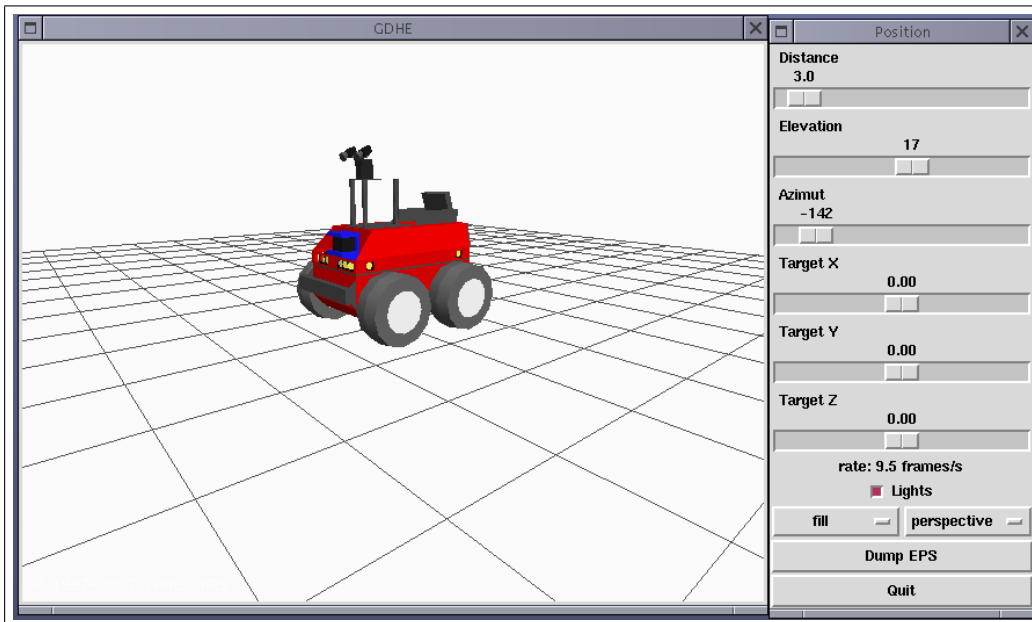 GDHE
Position
Distance
3.0
Elevation
17
Azimut
-142
Target X
0.00
Target Y
0.00
Target Z
0.00
rate: 9.5 frames/s
Lights
fill
perspective
Dump EPS
Quit